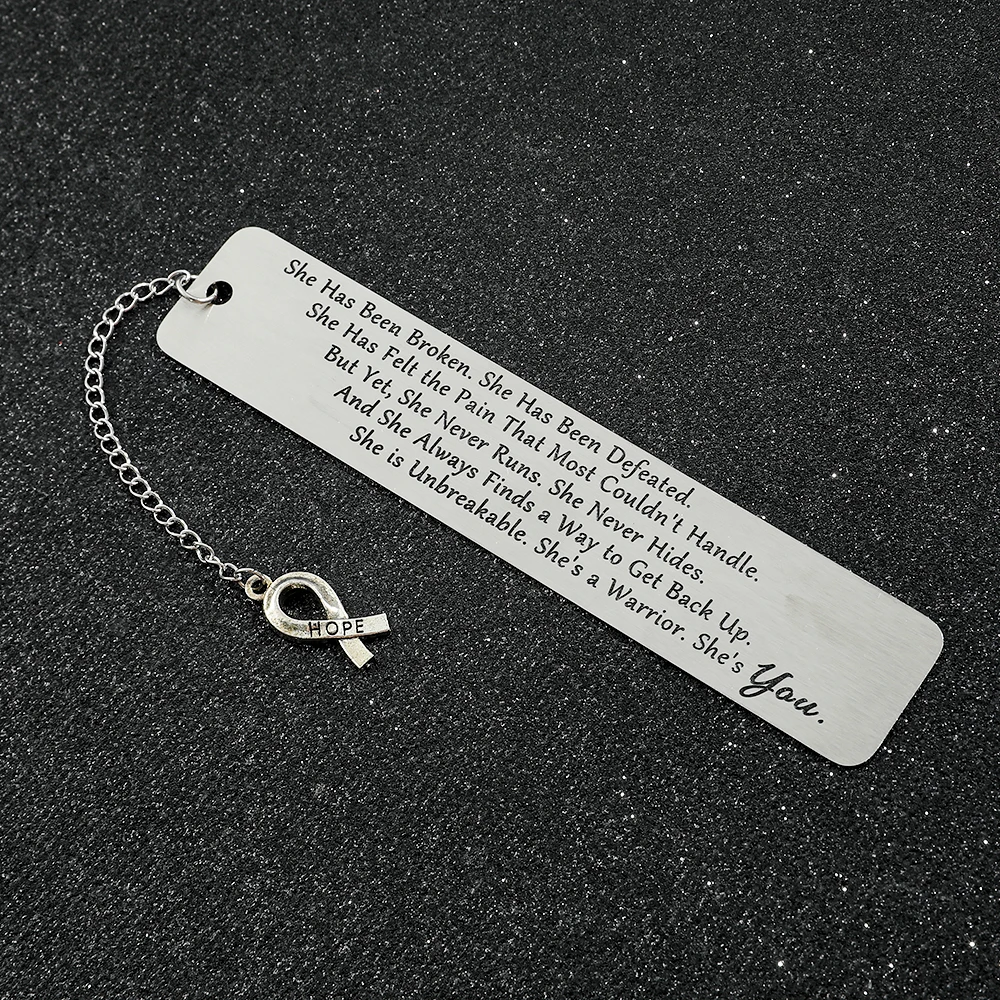 She Has Been Broken. She Has Been Defeated.
She Has Felt the Pain That Most Couldn't Handle.
But Yet, She Never Runs. She Never Hides.
And She Always Finds a Way to Get Back Up.
She is Unbreakable. She's a Warrior. She's You.
HOPE